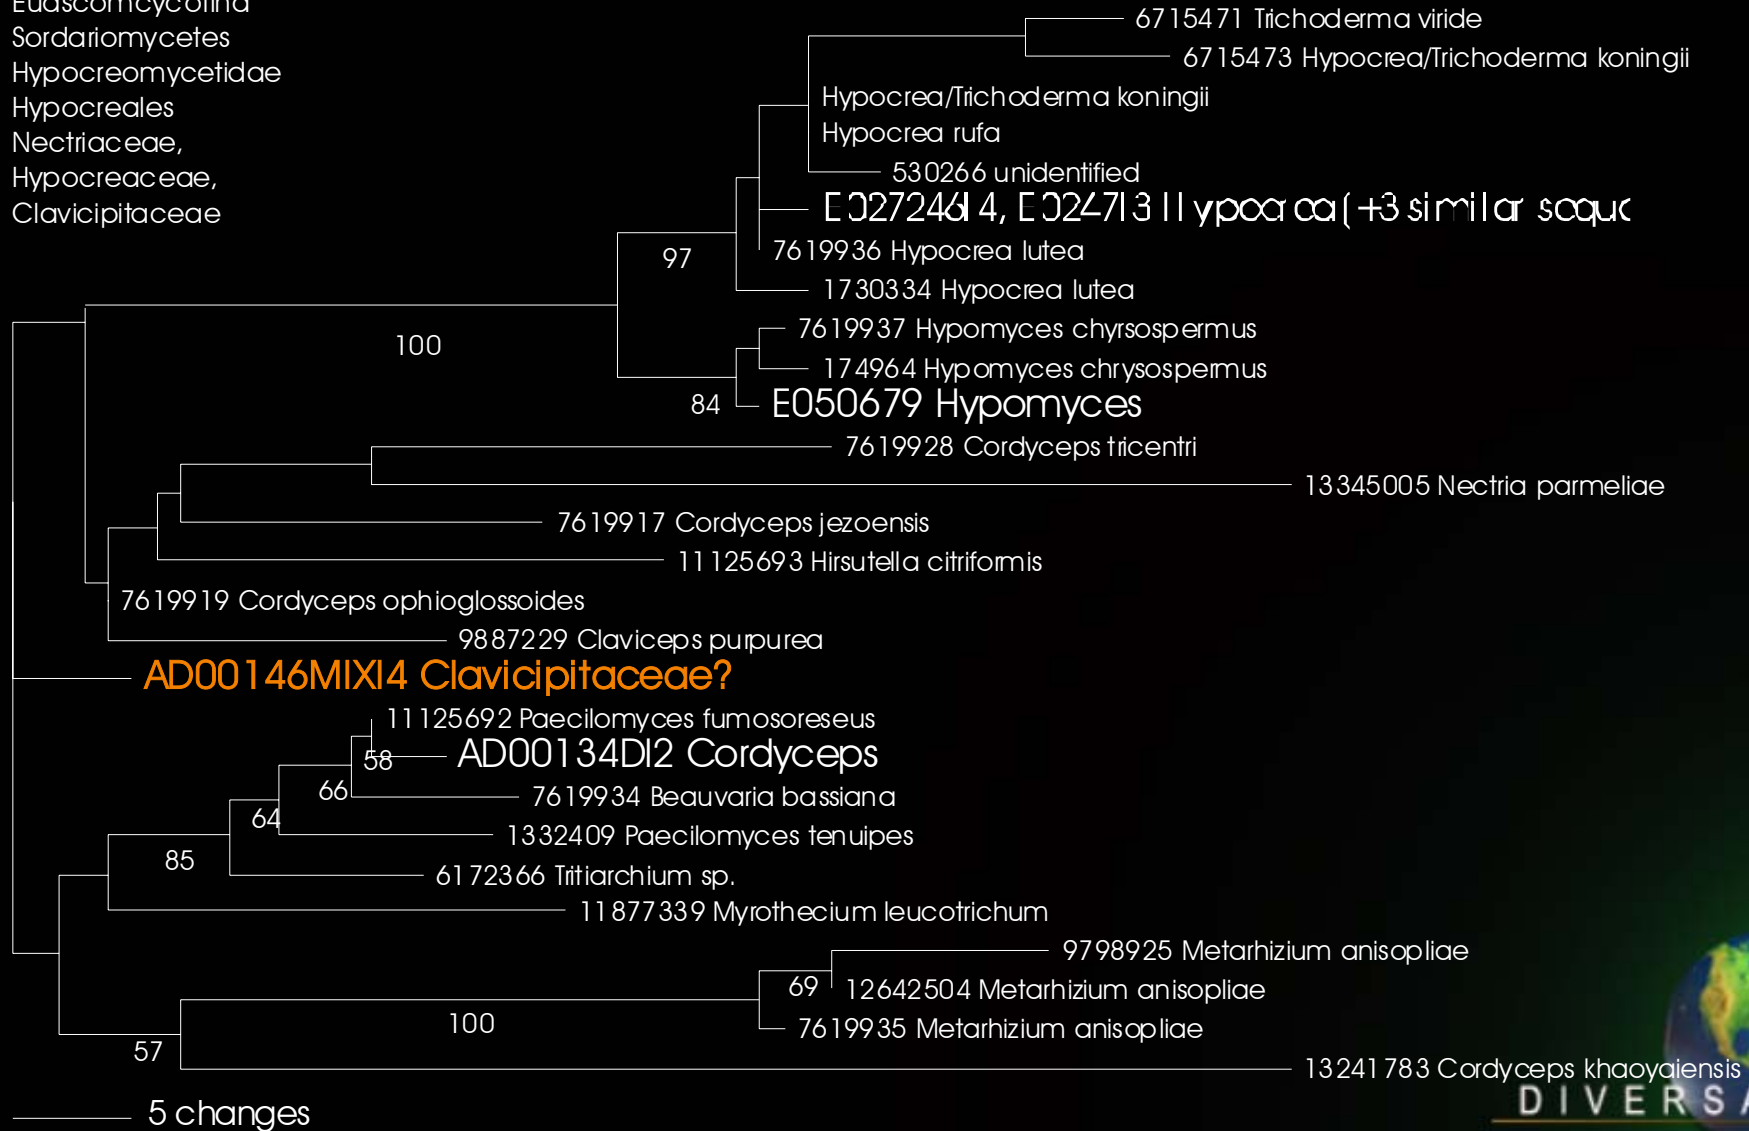 Sordariomycetes
Hypocreomycetidae
Hypocreales
Nectriaceae,
Hypocreaceae,
Clavicipitaceae
6715471 Trichoderma viride
6715473 Hypocrea/Trichoderma koningii
Hypocrea/Trichoderma koningii
Hypocrea rufa
530266 unidentified
97
7619936 Hypocrea lutea
1730334 Hypocrea lutea
100
7619937 Hypomyces chyrsospermus
174964 Hypomyces chrysospermus
84
E050679 Hypomyces
7619928 Cordyceps tricentri
13345005 Nectria parmeliae
7619917 Cordyceps jezoensis
11125693 Hirsutella citriformis
7619919 Cordyceps ophioglossoides
9887229 Claviceps purpurea
AD00146MIXI4 Clavicipitaceae?
11125692 Paecilomyces fumosoreseus
58
AD00134DI2 Cordyceps
66
7619934 Beauvaria bassiana
64
1332409 Paecilomyces tenuipes
85
6172366 Tritiarchium sp.
11877339 Myrothecium leucotrichum
9798925 Metarhizium anisopliae
69
12642504 Metarhizium anisopliae
100
7619935 Metarhizium anisopliae
57
13241783 Cordyceps khaoyaiensis
5 changes